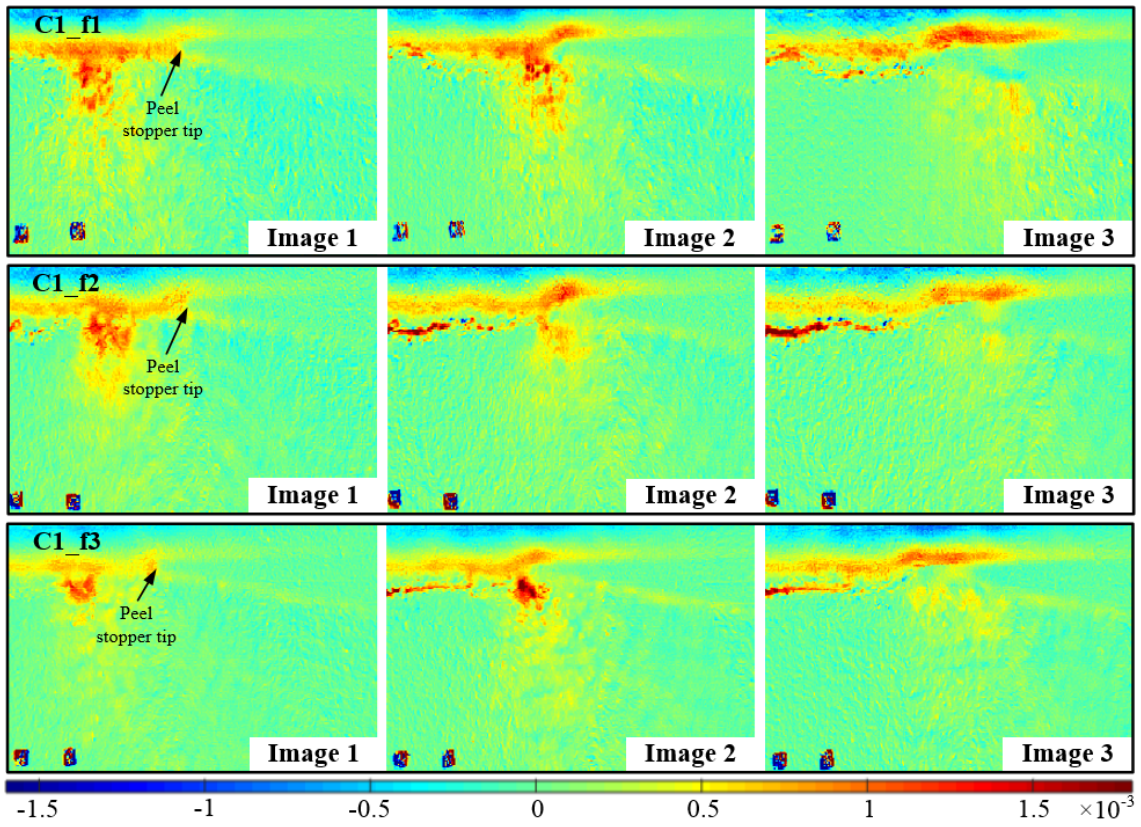 C1_f1
Peel
stopper tip
Image 1
Image 2
Image 3
C1_f2
Peel
stopper tip
Image 1
Image 2
Image 3
C1_f3
Peel
stopper tip
Image 1
Image 2
Image 3
-1.5 -1 -0.5 0 0.5 1 1.5 ×10⁻³